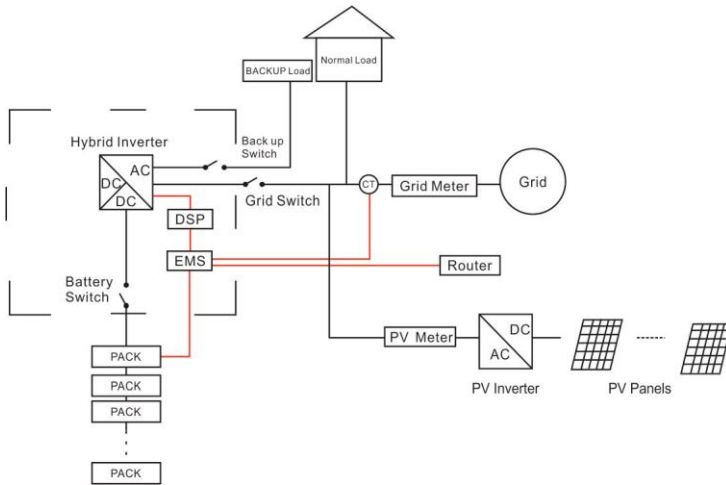 Normal Load
BACKUP Load
Hybrid Inverter
Back up
Switch
AC
DC
DC
CT
Grid Meter
Grid
Grid Switch
DSP
EMS
Router
Battery
Switch
PV Meter
DC
AC
PACK
PV Inverter
PV Panels
PACK
PACK
PACK